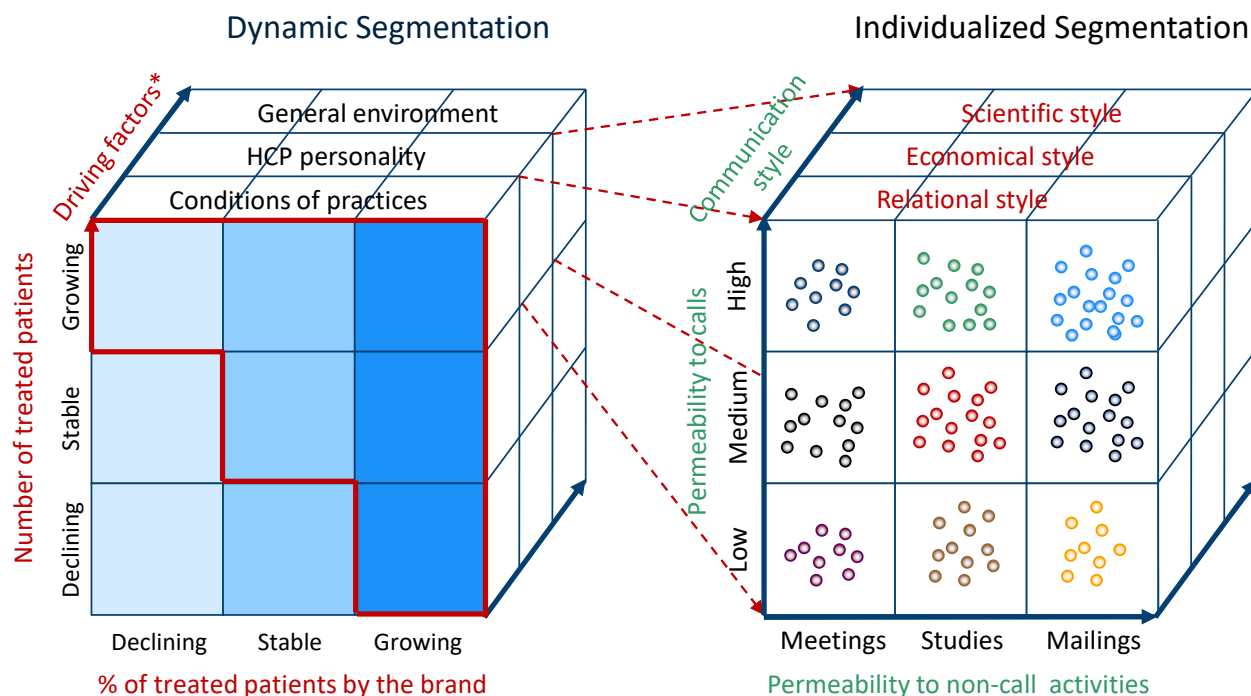 Dynamic Segmentation
Individualized Segmentation
Driving factors*
General environment
HCP personality
Conditions of practices
Number of treated patients
Growing
Stable
Declining
Declining
Stable
Growing
% of treated patients by the brand
Communication
style
Scientific style
Economical style
Relational style
Permeability to calls
High
Medium
Low
Meetings
Studies
Mailings
Permeability to non-call activities